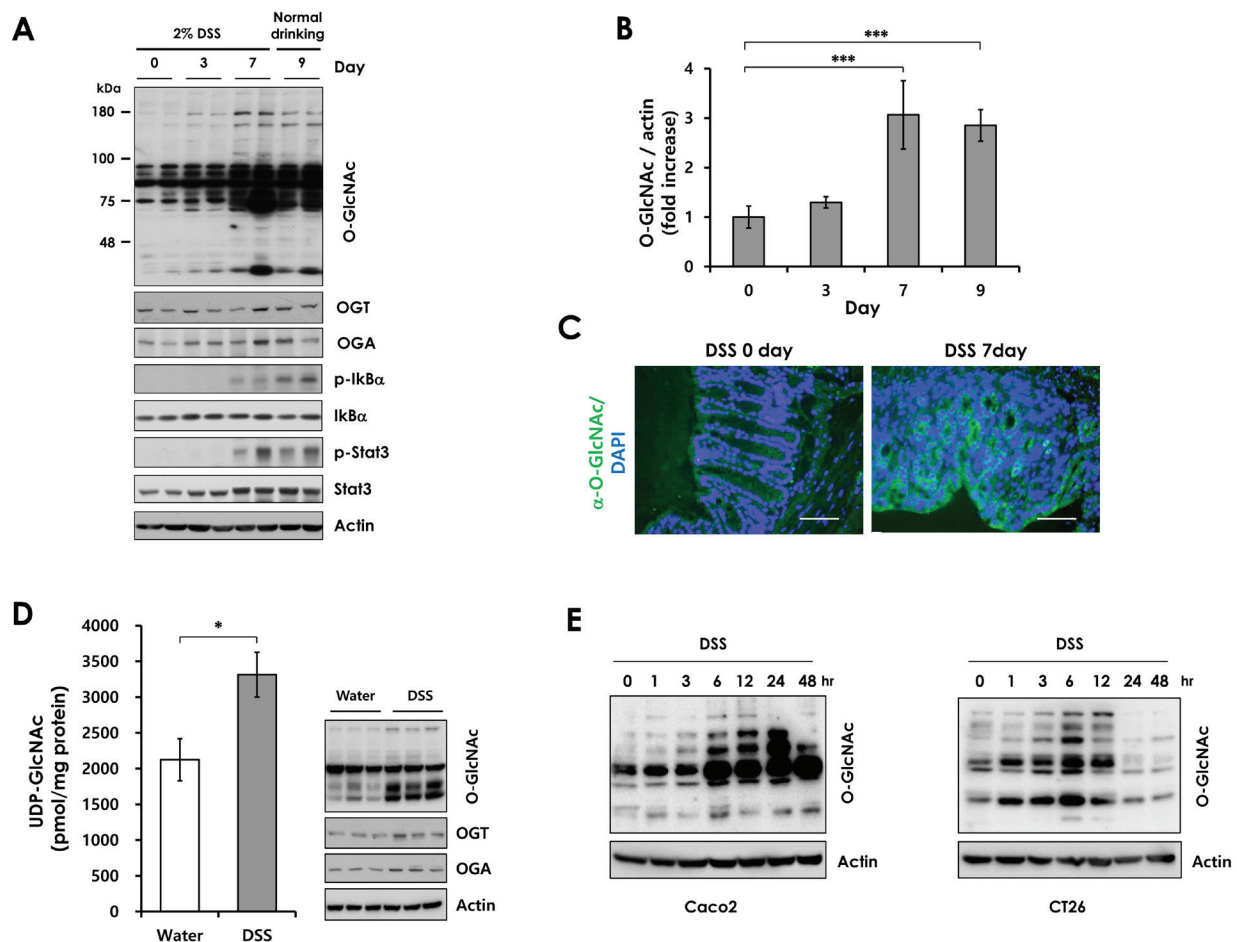 A
2% DSS
Normal
drinking
0 3 7 9 Day
kDa
180
100
75
48
O-GlcNAc
OGT
OGA
p-IkBα
IkBα
p-Stat3
Stat3
Actin
B
***
***
O-GlcNAc / actin
(fold increase)
4
3
2
1
0
0 3 7 9
Day
C
DSS 0 day
DSS 7day
α-O-GlcNAc/
DAPI
D
UDP-GlcNAc
(pmol/mg protein)
4000
3500
3000
2500
2000
1500
1000
500
0
*
Water DSS
Water DSS
O-GlcNAc
OGT
OGA
Actin
E
DSS
0 1 3 6 12 24 48 hr
O-GlcNAc
Actin
Caco2
DSS
0 1 3 6 12 24 48 hr
O-GlcNAc
Actin
CT26